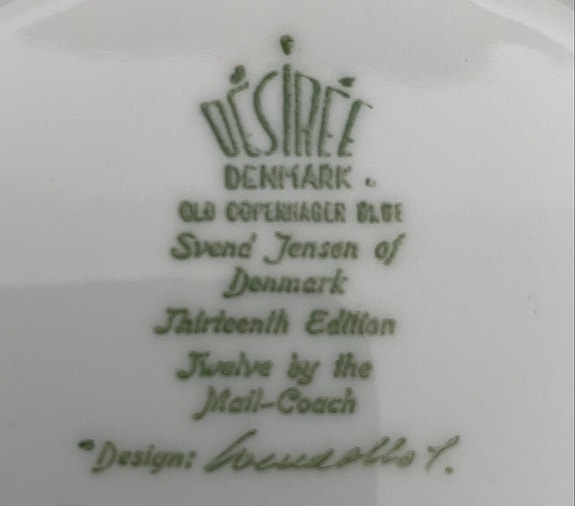 DÉSIRÉE
DENMARK
OLD COPENHAGEN BLUE
Svend Jensen of
Denmark
Thirteenth Edition
Twelve by the
Mail-Coach
Design: